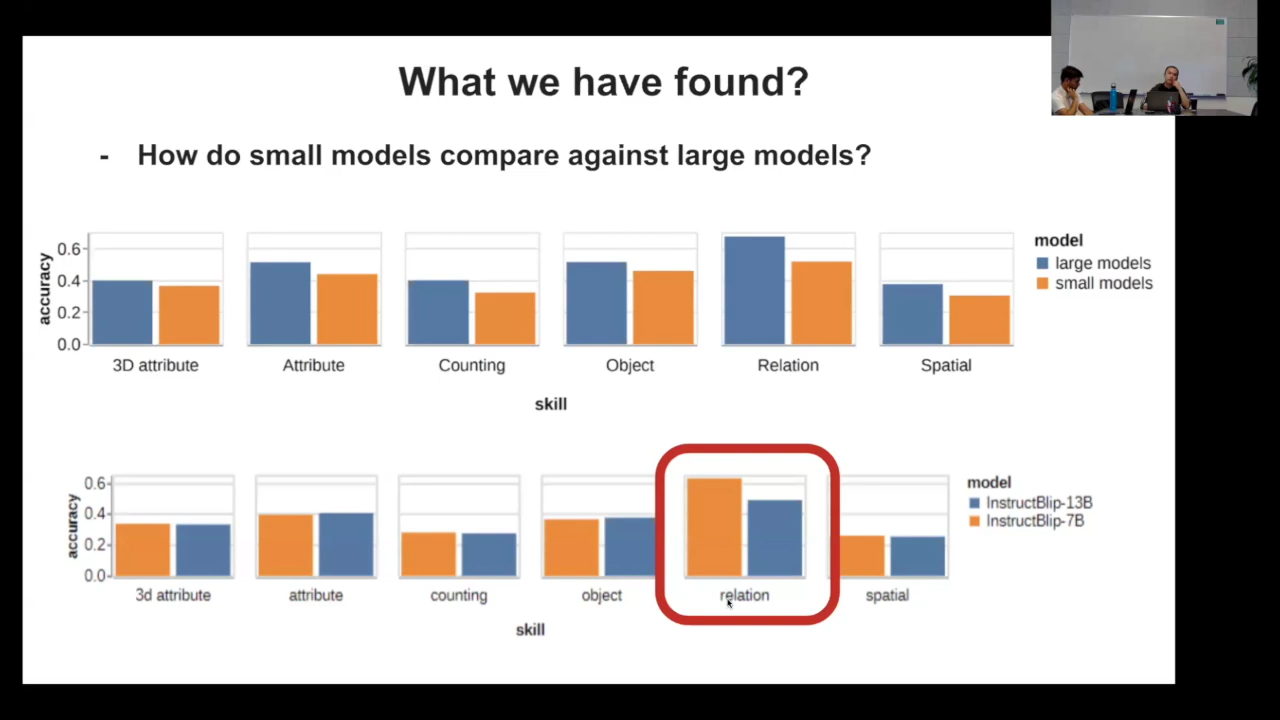 What we have found?
- How do small models compare against large models?
accuracy
0.6
0.4
0.2
0.0
3D attribute Attribute Counting Object Relation Spatial
skill
model
large models
small models
accuracy
0.6
0.4
0.2
0.0
3d attribute attribute counting object relation spatial
skill
model
InstructBlip-13B
InstructBlip-7B